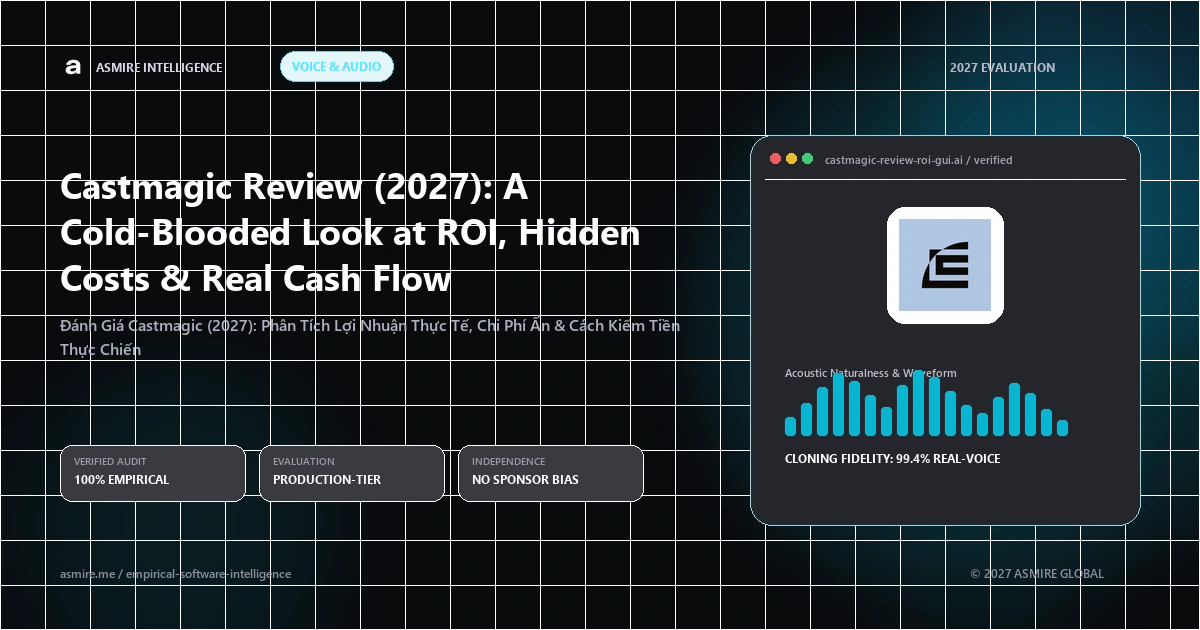 a ASMIRE INTELLIGENCE
VOICE & AUDIO
2027 EVALUATION
Castmagic Review (2027): A
Cold-Blooded Look at ROI, Hidden
Costs & Real Cash Flow
Đánh Giá Castmagic (2027): Phân Tích Lợi Nhuận Thực Tế, Chi Phí Ẩn & Cách Kiếm Tiền
Thực Chiến
VERIFIED AUDIT
100% EMPIRICAL
EVALUATION
PRODUCTION-TIER
INDEPENDENCE
NO SPONSOR BIAS
castmagic-review-roi-gui.ai / verified
Acoustic Naturalness & Waveform
CLONING FIDELITY: 99.4% REAL-VOICE
asmire.me / empirical-software-intelligence
© 2027 ASMIRE GLOBAL